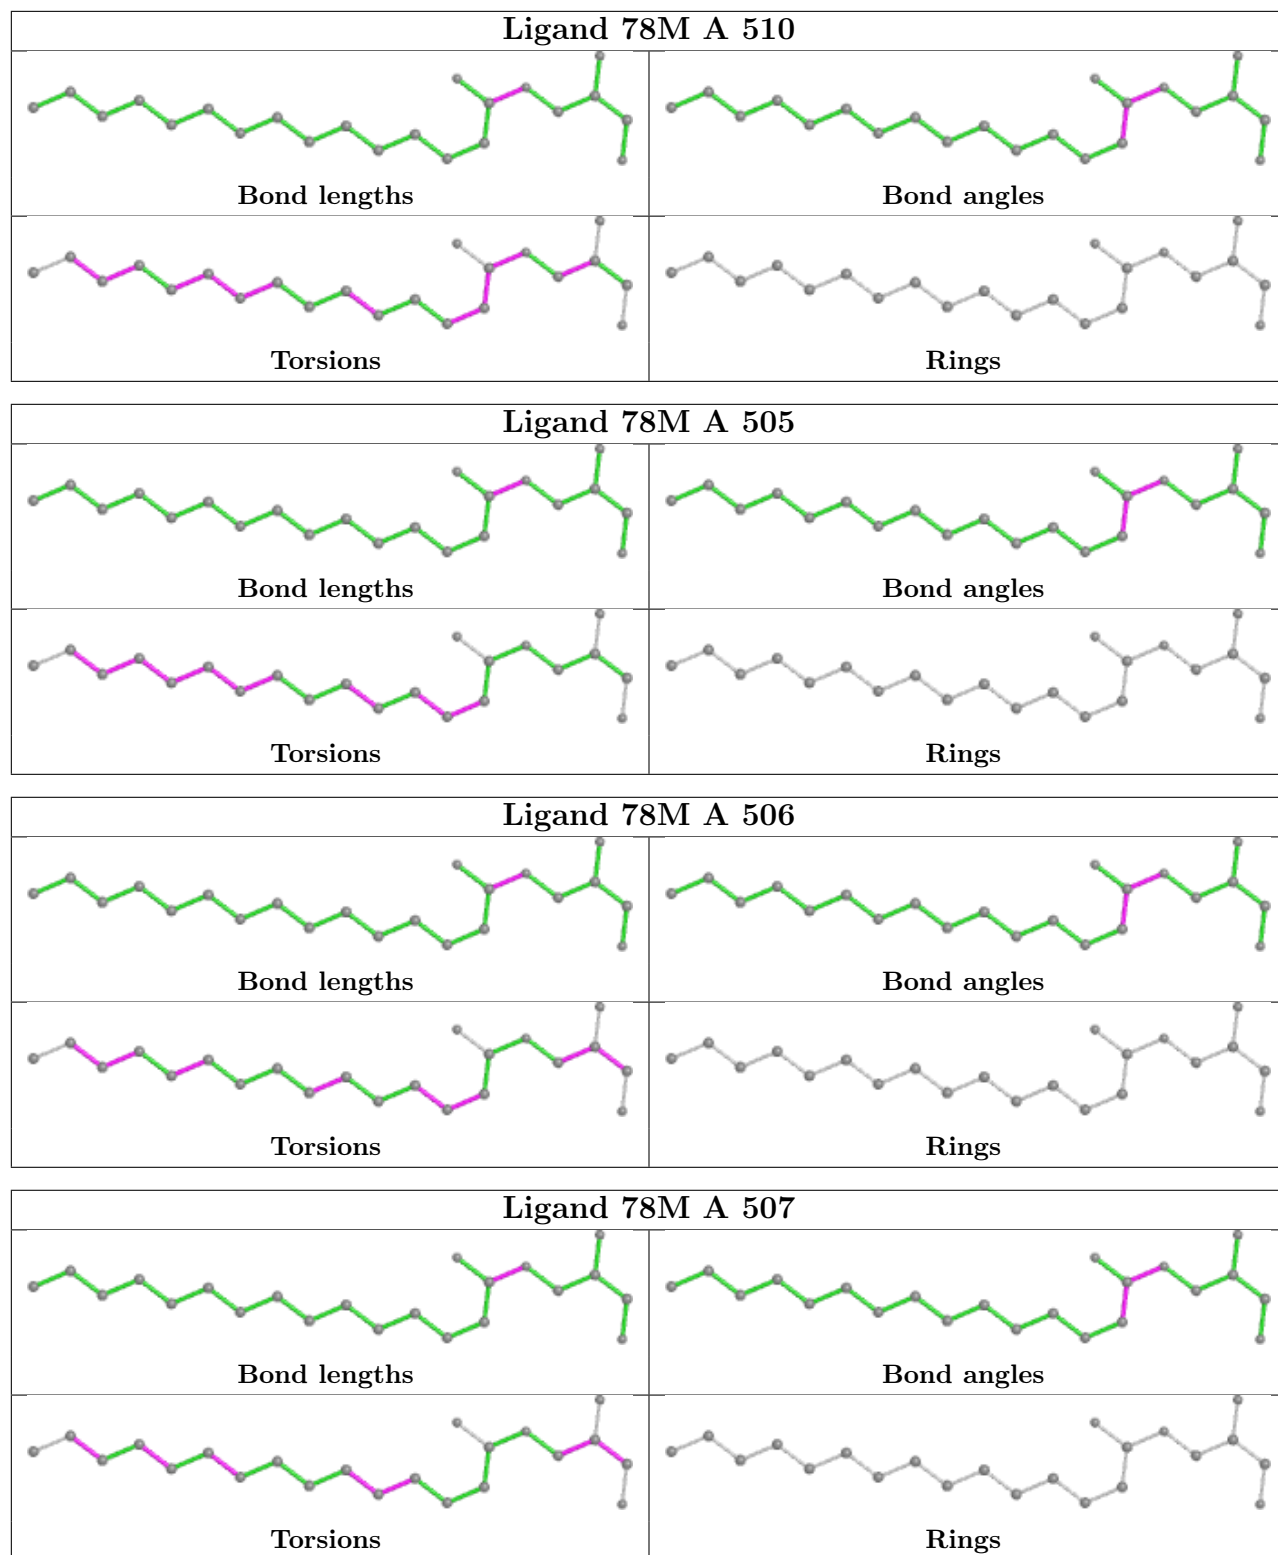 Ligand 78M A 510
Bond lengths
Bond angles
Torsions
Rings
Ligand 78M A 505
Bond lengths
Bond angles
Torsions
Rings
Ligand 78M A 506
Bond lengths
Bond angles
Torsions
Rings
Ligand 78M A 507
Bond lengths
Bond angles
Torsions
Rings